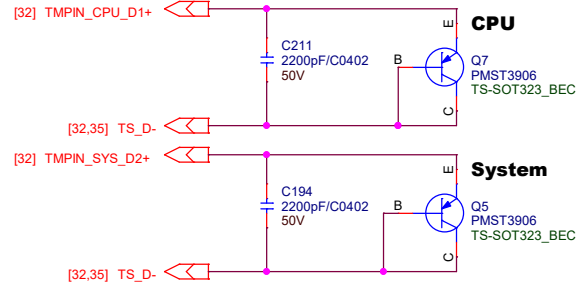 [32] TMPIN_CPU_D1+
E
CPU
C211
2200pF/C0402
50V
B
Q7
PMST3906
TS-SOT323_BEC
C
[32,35] TS_D-
[32] TMPIN_SYS_D2+
E
System
C194
2200pF/C0402
50V
B
Q5
PMST3906
TS-SOT323_BEC
C
[32,35] TS_D-